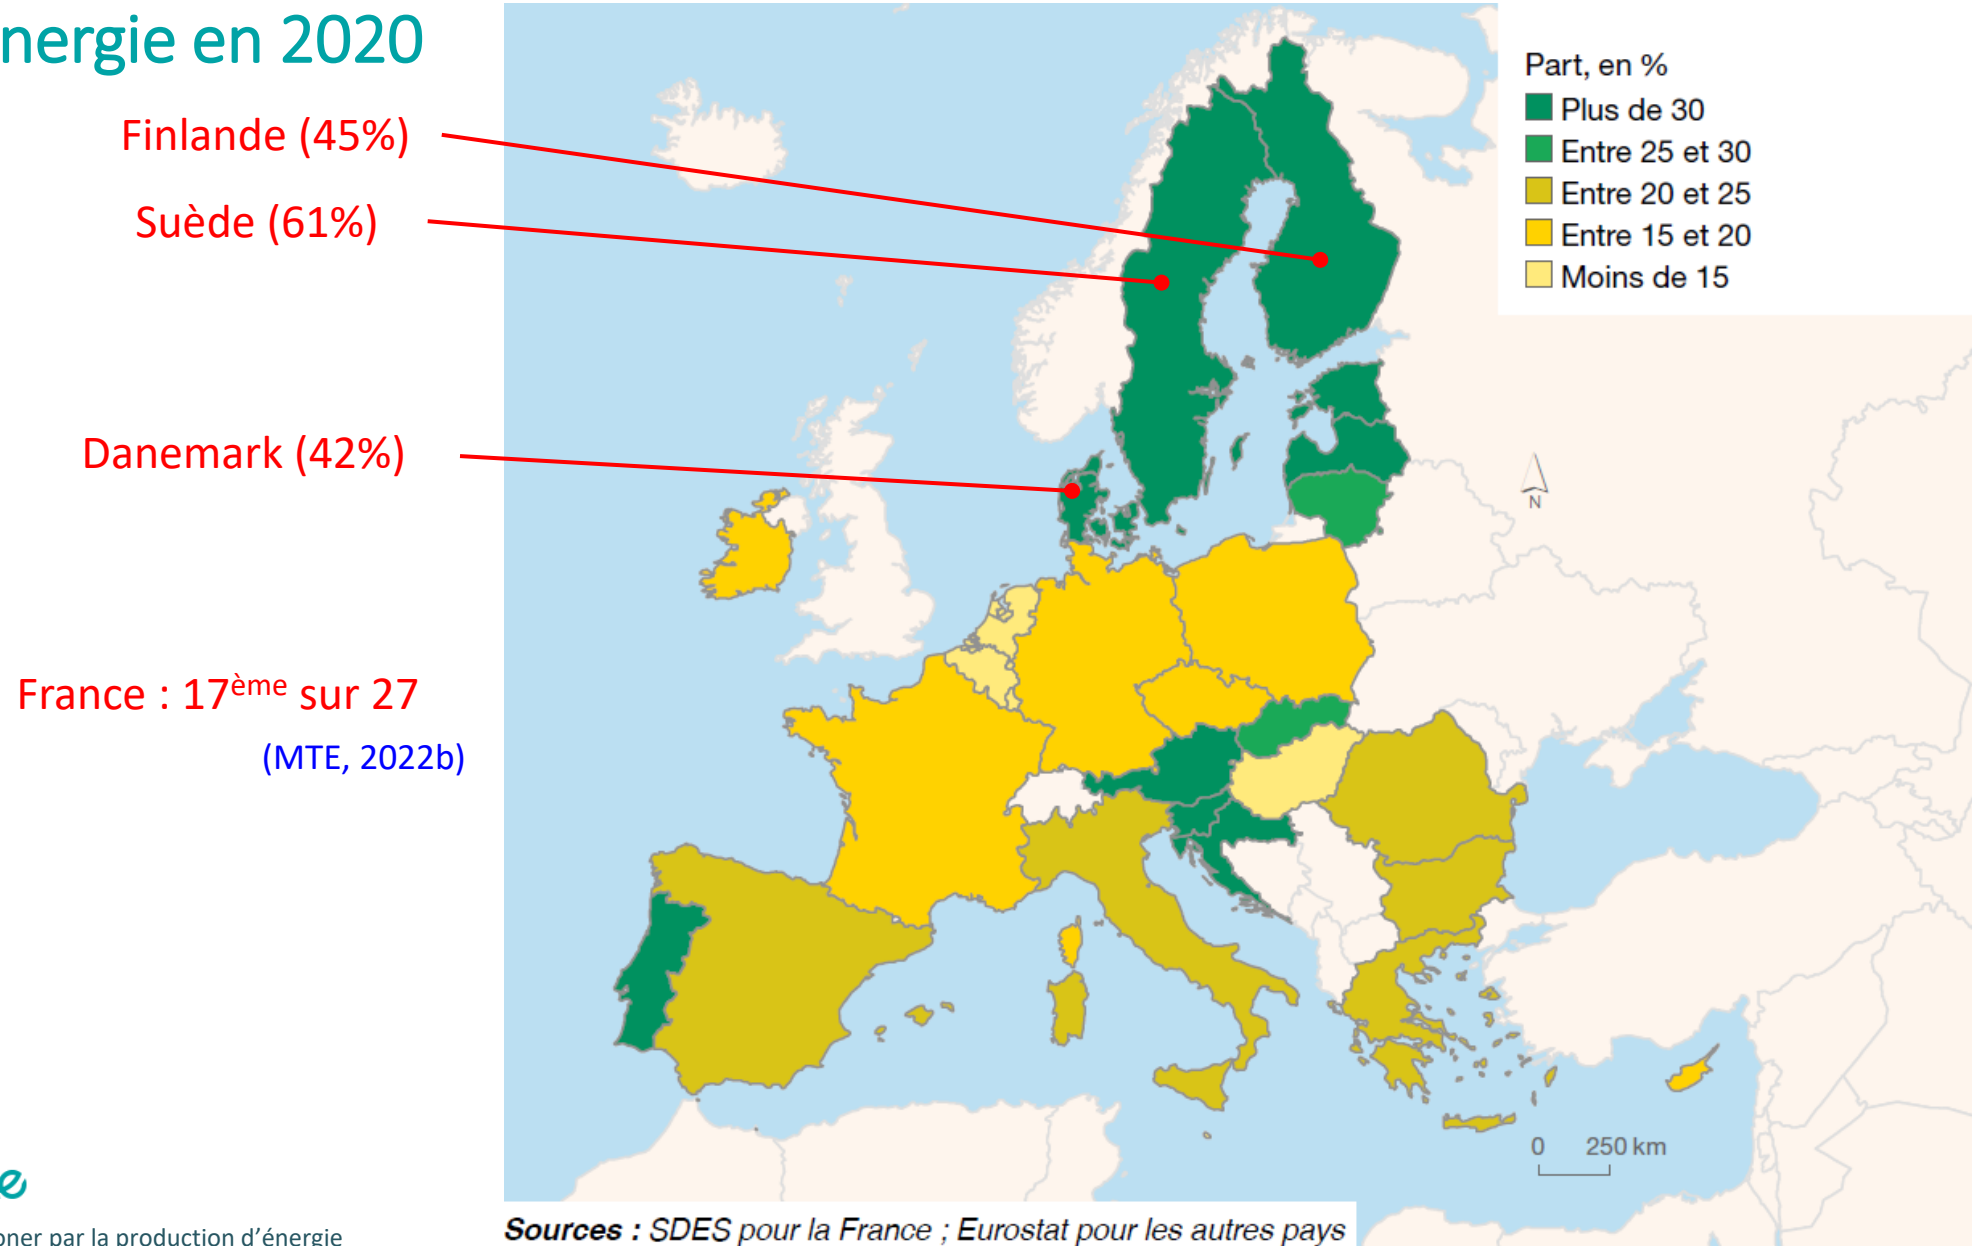 nergie en 2020
Finlande (45%)
Suède (61%)
Danemark (42%)
France : 17ème sur 27
(MTE, 2022b)
Part, en %
Plus de 30
Entre 25 et 30
Entre 20 et 25
Entre 15 et 20
Moins de 15
N
0 250 km
e
oner par la production d'énergie
Sources : SDES pour la France ; Eurostat pour les autres pays